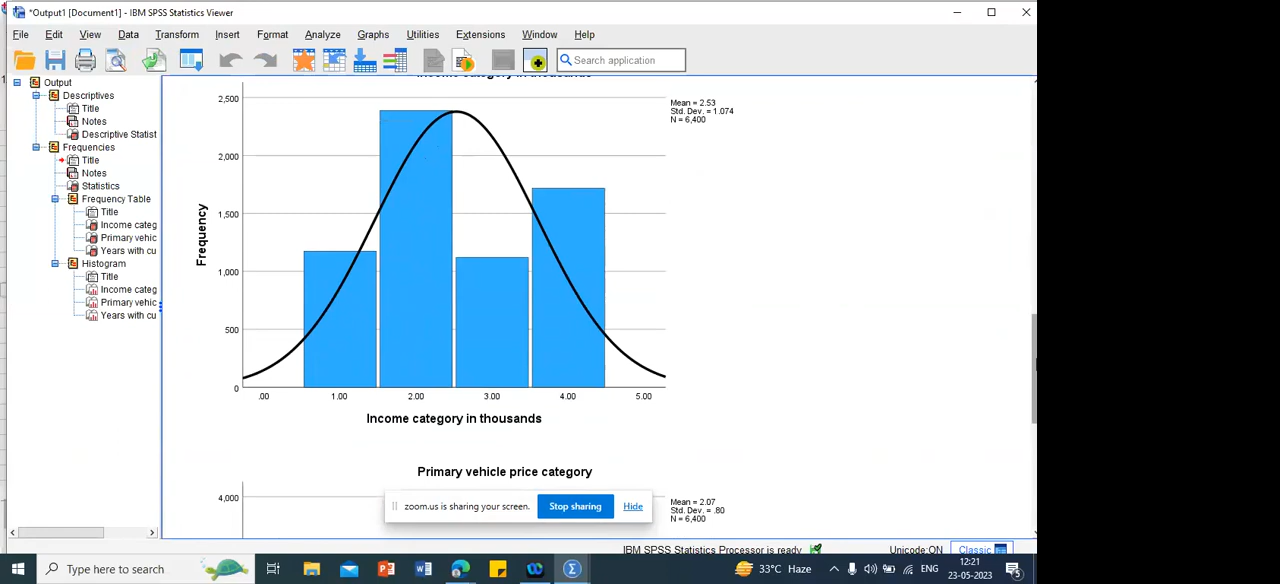 *Output1 [Document1] - IBM SPSS Statistics Viewer
File Edit View Data Transform Insert Format Analyze Graphs Utilities Extensions Window Help
Search application
Output
Descriptives
Title
Notes
Descriptive Statist
Frequencies
Title
Notes
Statistics
Frequency Table
Title
Income categ
Primary vehic
Years with cu
Histogram
Title
Income categ
Primary vehic
Years with cu
Income category in thousands
Mean = 2.53
Std. Dev. = 1.074
N = 6,400
2,500
2,000
1,500
1,000
500
0
Frequency
.00 1.00 2.00 3.00 4.00 5.00
Income category in thousands
Primary vehicle price category
4,000
Mean = 2.07
Std. Dev. = .80
N = 6,400
zoom.us is sharing your screen. Stop sharing Hide
IBM SPSS Statistics Processor is ready Unicode:ON Classic
Type here to search
33°C Haze
ENG
12:21
23-05-2023
5